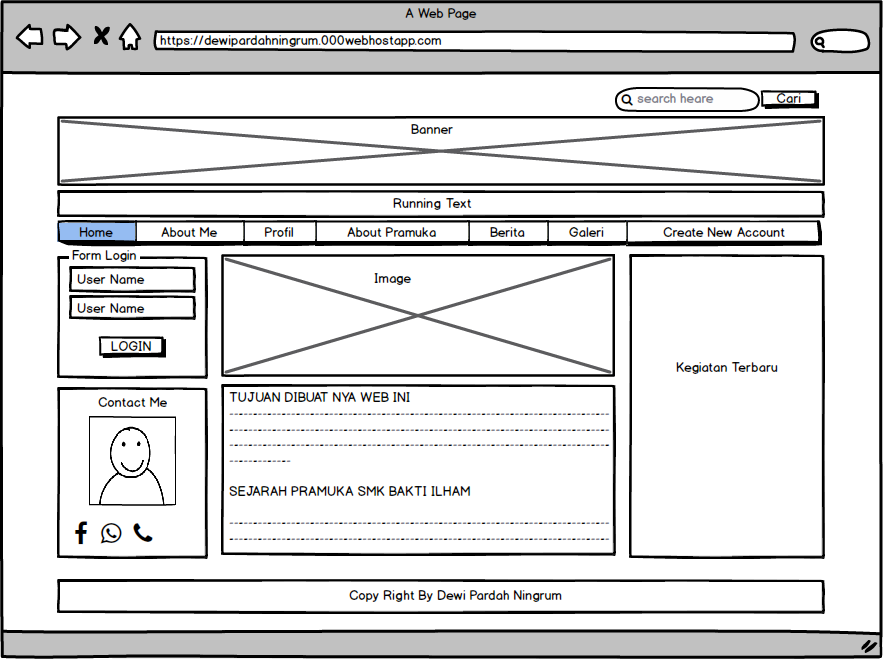 A Web Page
https://dewipardahningrum.000webhostapp.com
search heare
Cari
Banner
Running Text
Home About Me Profil About Pramuka Berita Galeri Create New Account
Form Login
User Name
User Name
LOGIN
Contact Me
Image
TUJUAN DIBUAT NYA WEB INI
SEJARAH PRAMUKA SMK BAKTI ILHAM
Kegiatan Terbaru
Copy Right By Dewi Pardah Ningrum